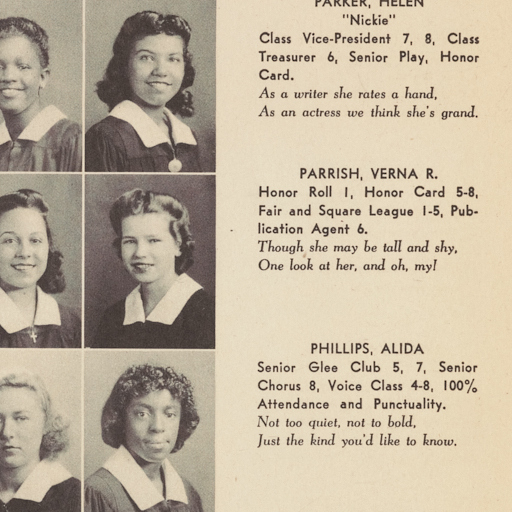 PARKER, HELEN
"Nickie"
Class Vice-President 7, 8, Class
Treasurer 6, Senior Play, Honor
Card.
As a writer she rates a hand,
As an actress we think she's grand.
PARRISH, VERNA R.
Honor Roll 1, Honor Card 5-8,
Fair and Square League 1-5, Pub-
lication Agent 6.
Though she may be tall and shy,
One look at her, and oh, my!
PHILLIPS, ALIDA
Senior Glee Club 5, 7, Senior
Chorus 8, Voice Class 4-8, 100%
Attendance and Punctuality.
Not too quiet, not to bold,
Just the kind you'd like to know.